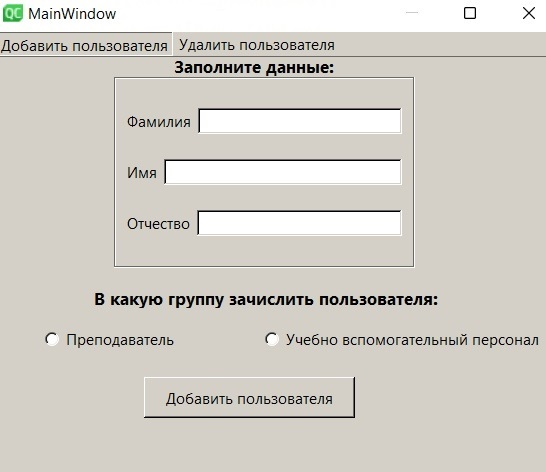 QC MainWindow
Добавить пользователя Удалить пользователя
Заполните данные:
Фамилия
Имя
Отчество
В какую группу зачислить пользователя:
Преподаватель Учебно вспомогательный персонал
Добавить пользователя